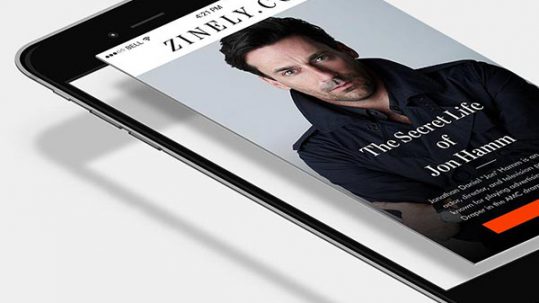 BELL
4:21 PM
ZINELY.CO
The Secret Life
of
Jon Hamm
Jonathan Daniel "Jon" Hamm is an
actor, director, and television
known for playing advertising
Draper in the AMC drama